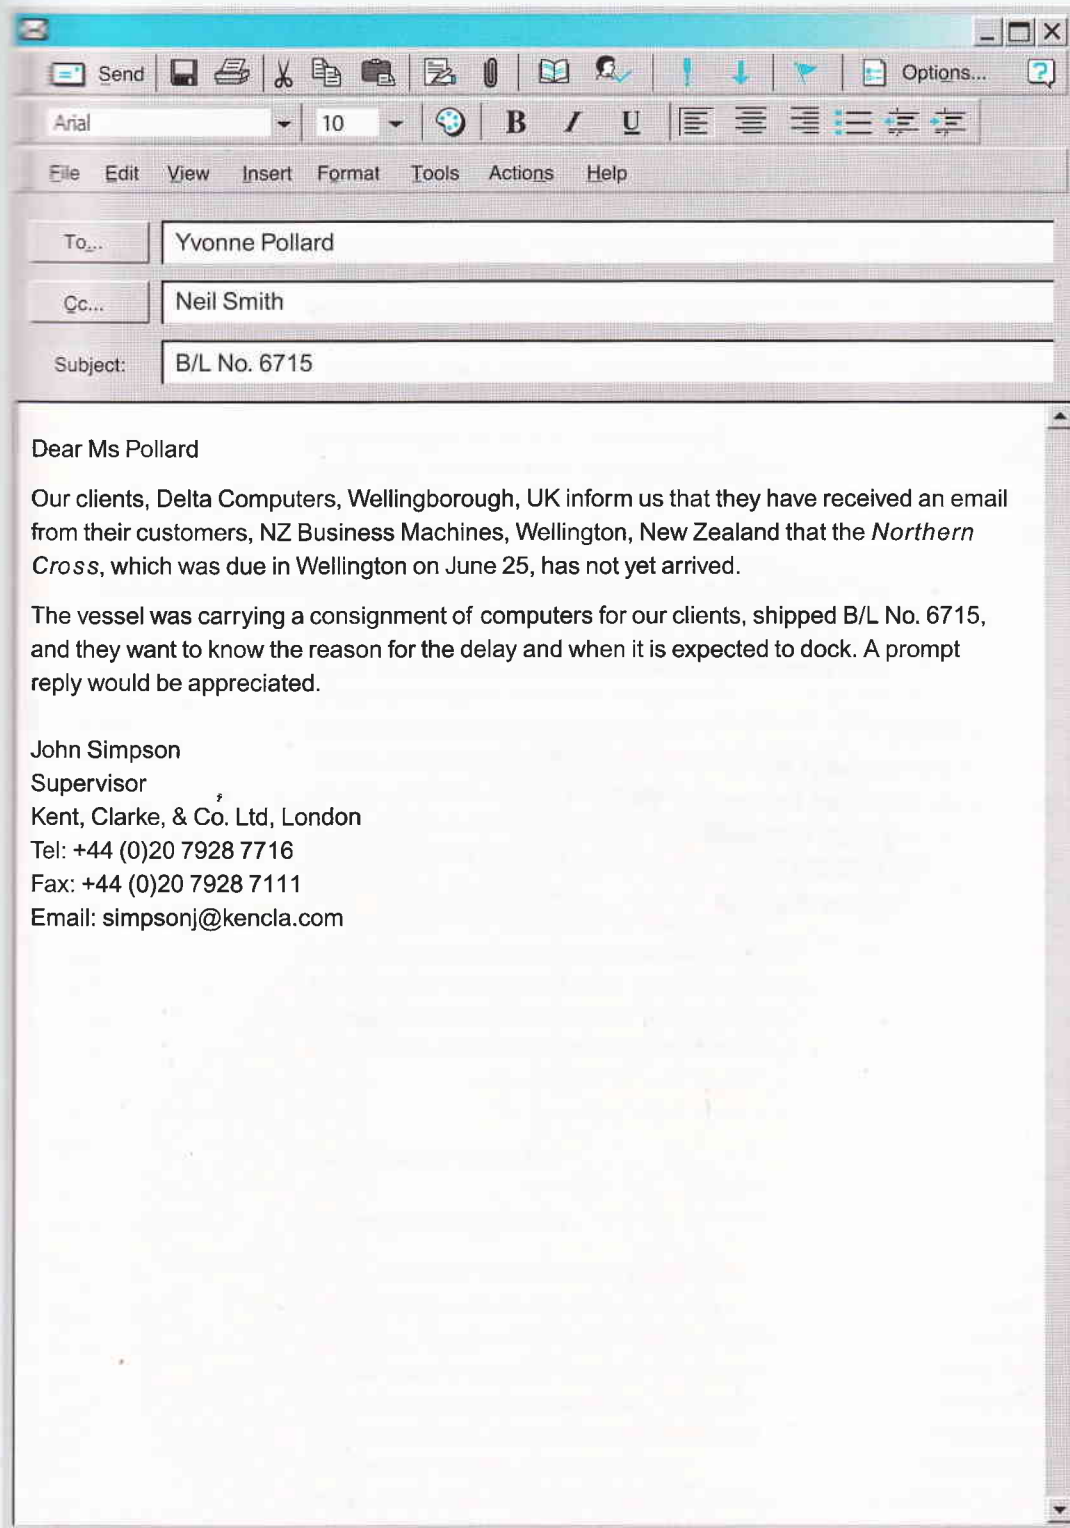 Send
Options...
Arial
10
B I U
File Edit View Insert Format Tools Actions Help
To...
Yvonne Pollard
Cc...
Neil Smith
Subject:
B/L No. 6715
Dear Ms Pollard
Our clients, Delta Computers, Wellingborough, UK inform us that they have received an email
from their customers, NZ Business Machines, Wellington, New Zealand that the Northern
Cross, which was due in Wellington on June 25, has not yet arrived.
The vessel was carrying a consignment of computers for our clients, shipped B/L No. 6715,
and they want to know the reason for the delay and when it is expected to dock. A prompt
reply would be appreciated.
John Simpson
Supervisor
Kent, Clarke, & Co. Ltd, London
Tel: +44 (0)20 7928 7716
Fax: +44 (0)20 7928 7111
Email: simpsonj@kencla.com